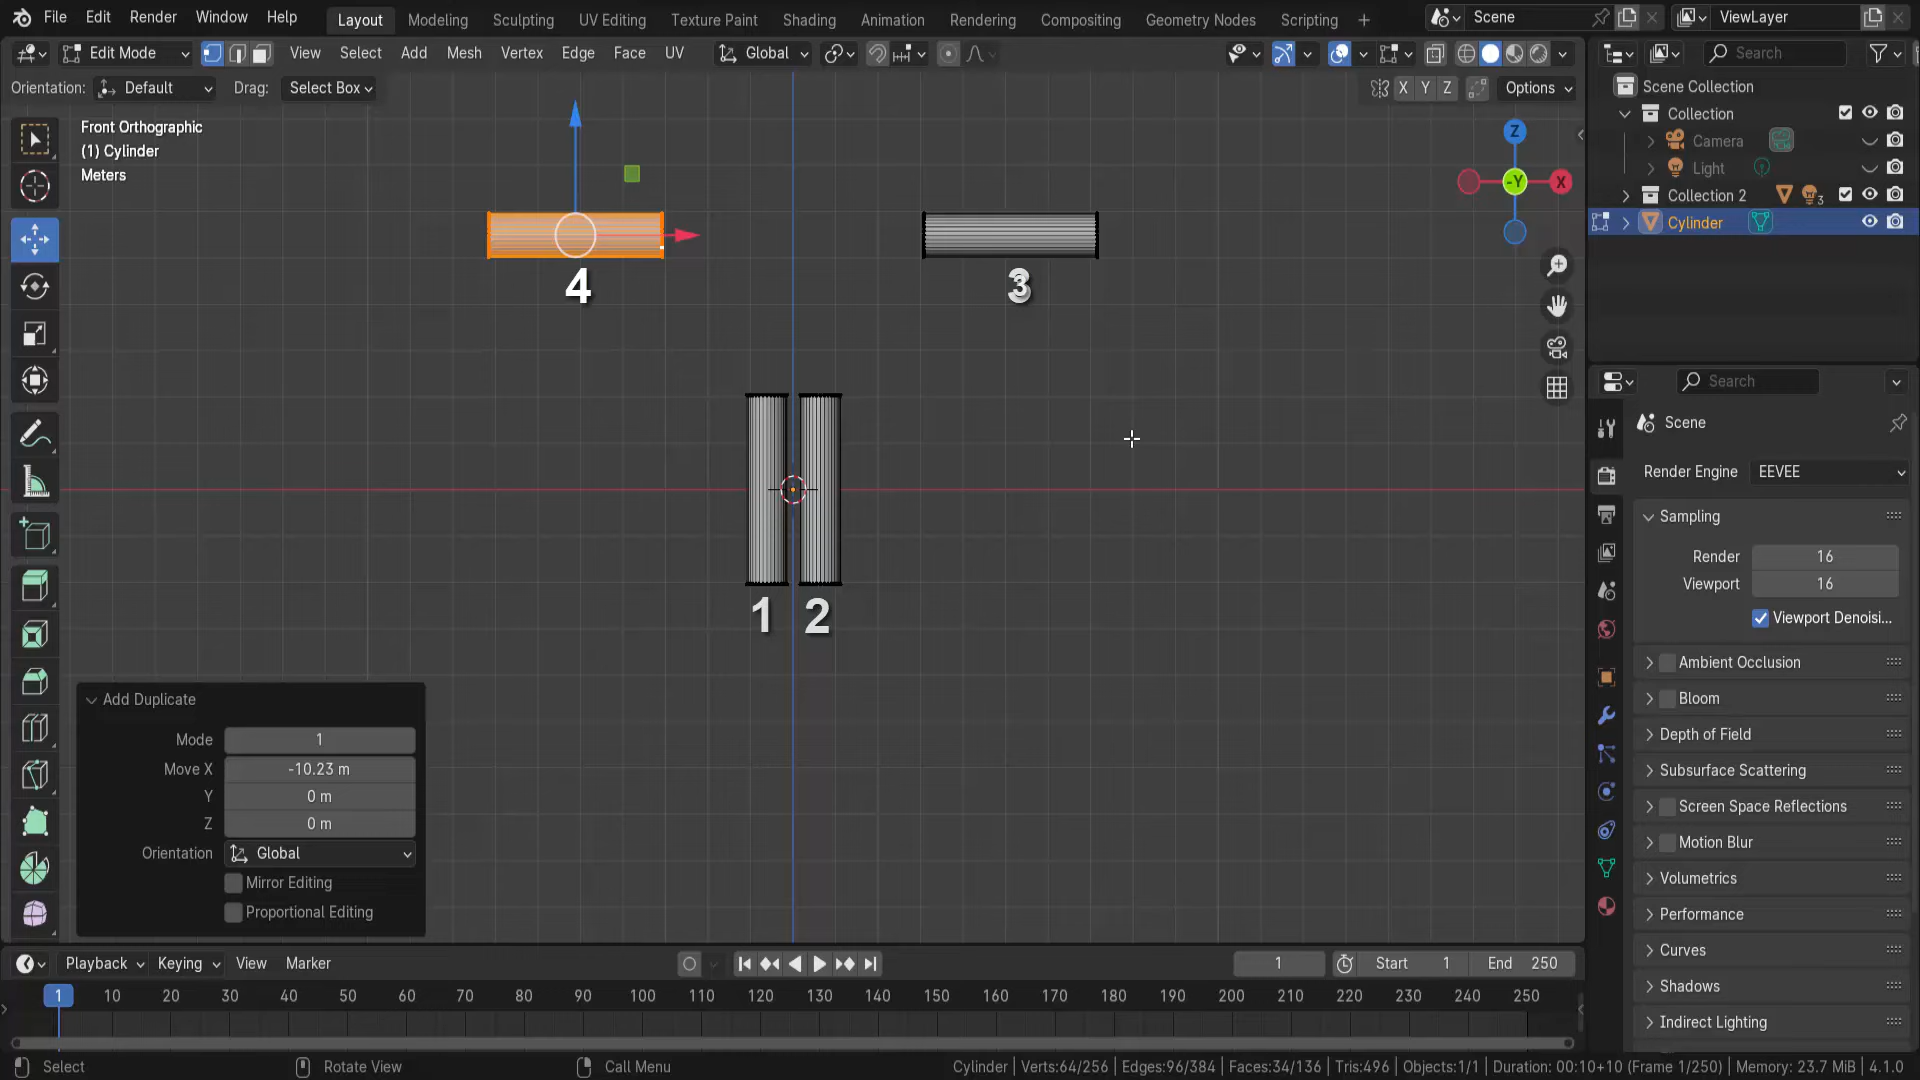 File Edit Render Window Help Layout Modeling Sculpting UV Editing Texture Paint Shading Animation Rendering Compositing Geometry Nodes Scripting + Scene ViewLayer
Edit Mode View Select Add Mesh Vertex Edge Face UV Global Search
Orientation: Default Drag: Select Box X Y Z Options
Scene Collection
Collection
Camera
Light
Collection 2 3
Cylinder
Front Orthographic
(1) Cylinder
Meters
Z
-Y X
4
3
1 2
Search
Scene
Render Engine EEVEE
Sampling
Render 16
Viewport 16
Viewport Denoisi...
Ambient Occlusion
Bloom
Depth of Field
Subsurface Scattering
Screen Space Reflections
Motion Blur
Volumetrics
Performance
Curves
Shadows
Indirect Lighting
Add Duplicate
Mode 1
Move X -10.23 m
Y 0 m
Z 0 m
Orientation Global
Mirror Editing
Proportional Editing
Playback Keying View Marker 1 Start 1 End 250
1 10 20 30 40 50 60 70 80 90 100 110 120 130 140 150 160 170 180 190 200 210 220 230 240 250
Select Rotate View Call Menu Cylinder | Verts:64/256 | Edges:96/384 | Faces:34/136 | Tris:496 | Objects:1/1 | Duration: 00:10+10 (Frame 1/250) | Memory: 23.7 MiB | 4.1.0